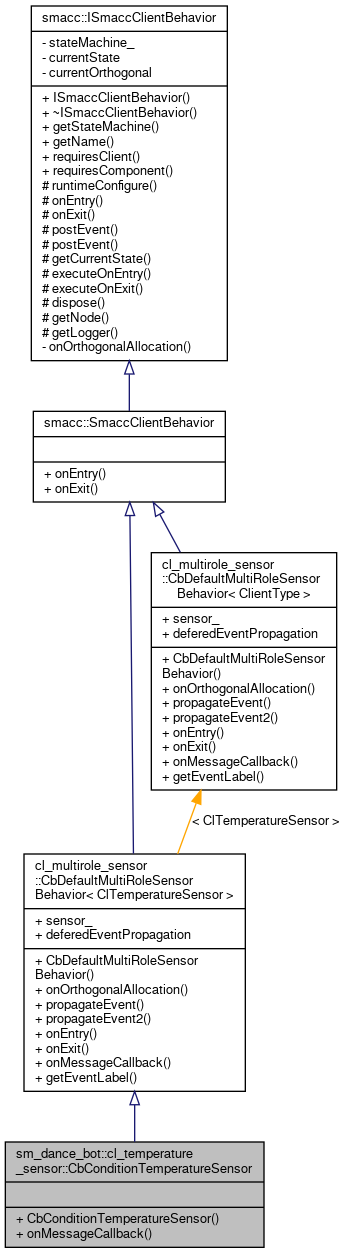 smacc::ISmaccClientBehavior
- stateMachine_
- currentState
- currentOrthogonal
+ ISmaccClientBehavior()
+ ~ISmaccClientBehavior()
+ getStateMachine()
+ getName()
+ requiresClient()
+ requiresComponent()
# runtimeConfigure()
# onEntry()
# onExit()
# postEvent()
# postEvent()
# getCurrentState()
# executeOnEntry()
# executeOnExit()
# dispose()
# getNode()
# getLogger()
- onOrthogonalAllocation()
smacc::SmaccClientBehavior
+ onEntry()
+ onExit()
cl_multirole_sensor
::CbDefaultMultiRoleSensor
Behavior< ClientType >
+ sensor_
+ deferedEventPropagation
+ CbDefaultMultiRoleSensor
Behavior()
+ onOrthogonalAllocation()
+ propagateEvent()
+ propagateEvent2()
+ onEntry()
+ onExit()
+ onMessageCallback()
+ getEventLabel()
< ClTemperatureSensor >
cl_multirole_sensor
::CbDefaultMultiRoleSensor
Behavior< ClTemperatureSensor >
+ sensor_
+ deferedEventPropagation
+ CbDefaultMultiRoleSensor
Behavior()
+ onOrthogonalAllocation()
+ propagateEvent()
+ propagateEvent2()
+ onEntry()
+ onExit()
+ onMessageCallback()
+ getEventLabel()
sm_dance_bot::cl_temperature
_sensor::CbConditionTemperatureSensor
+ CbConditionTemperatureSensor()
+ onMessageCallback()